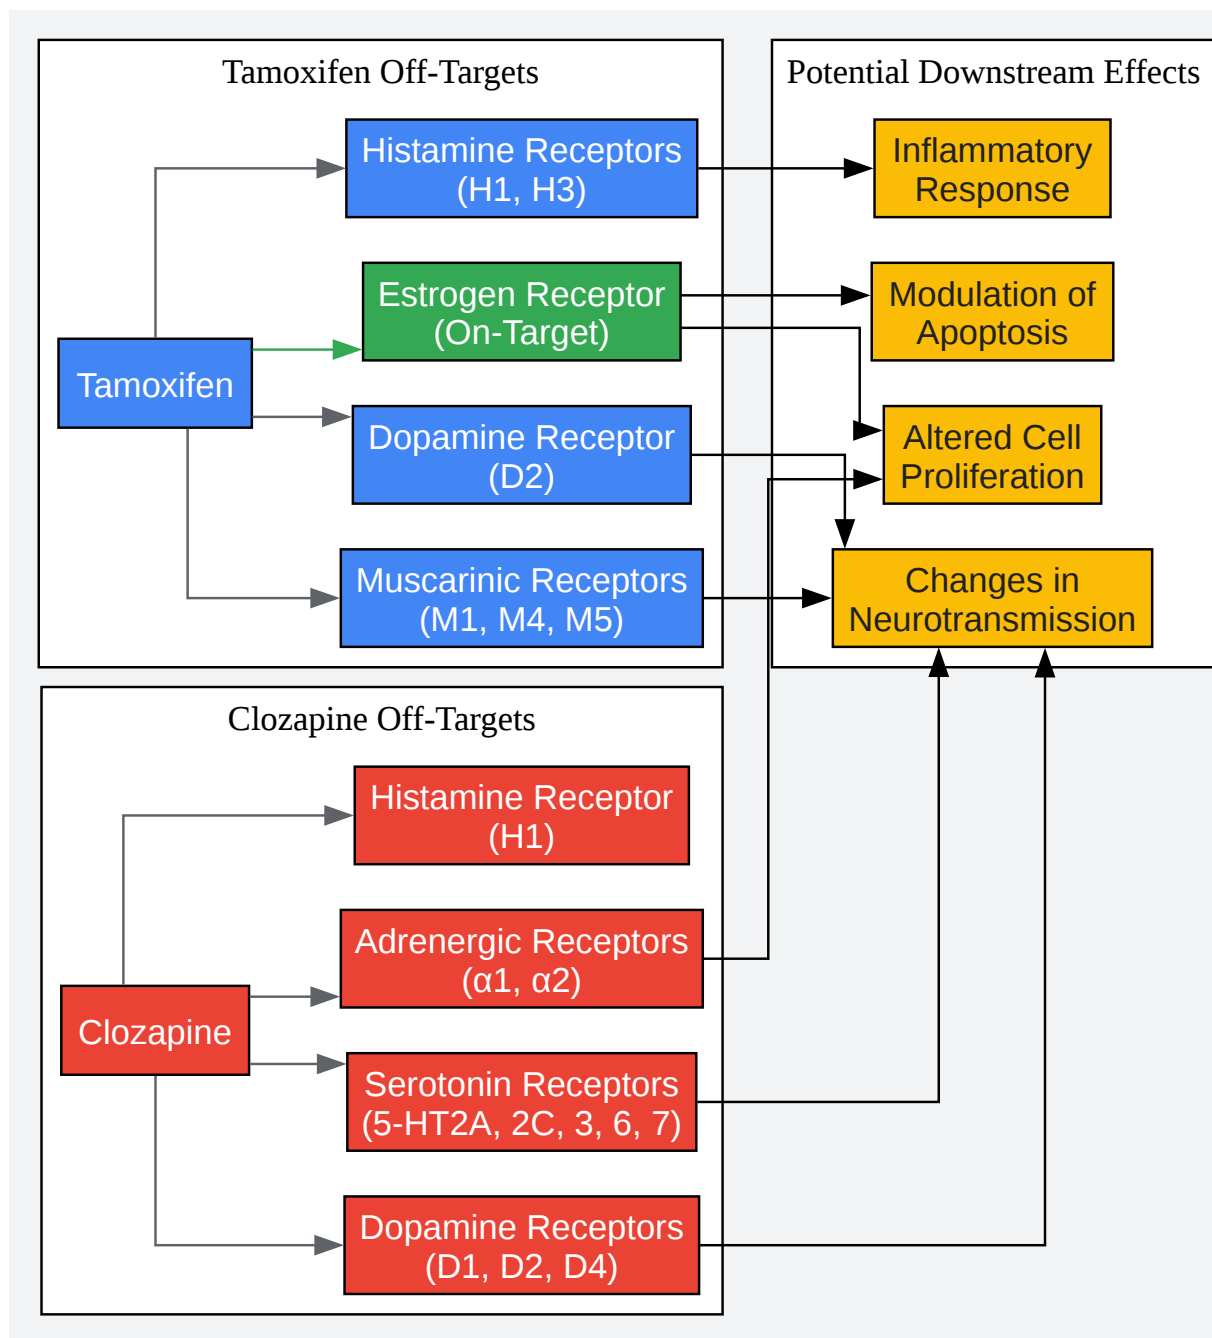 Tamoxifen Off-Targets
Histamine Receptors
(H1, H3)
Estrogen Receptor
(On-Target)
Tamoxifen
Dopamine Receptor
(D2)
Muscarinic Receptors
(M1, M4, M5)
Potential Downstream Effects
Inflammatory
Response
Modulation of
Apoptosis
Altered Cell
Proliferation
Changes in
Neurotransmission
Clozapine Off-Targets
Histamine Receptor
(H1)
Adrenergic Receptors
(α1, α2)
Clozapine
Serotonin Receptors
(5-HT2A, 2C, 3, 6, 7)
Dopamine Receptors
(D1, D2, D4)